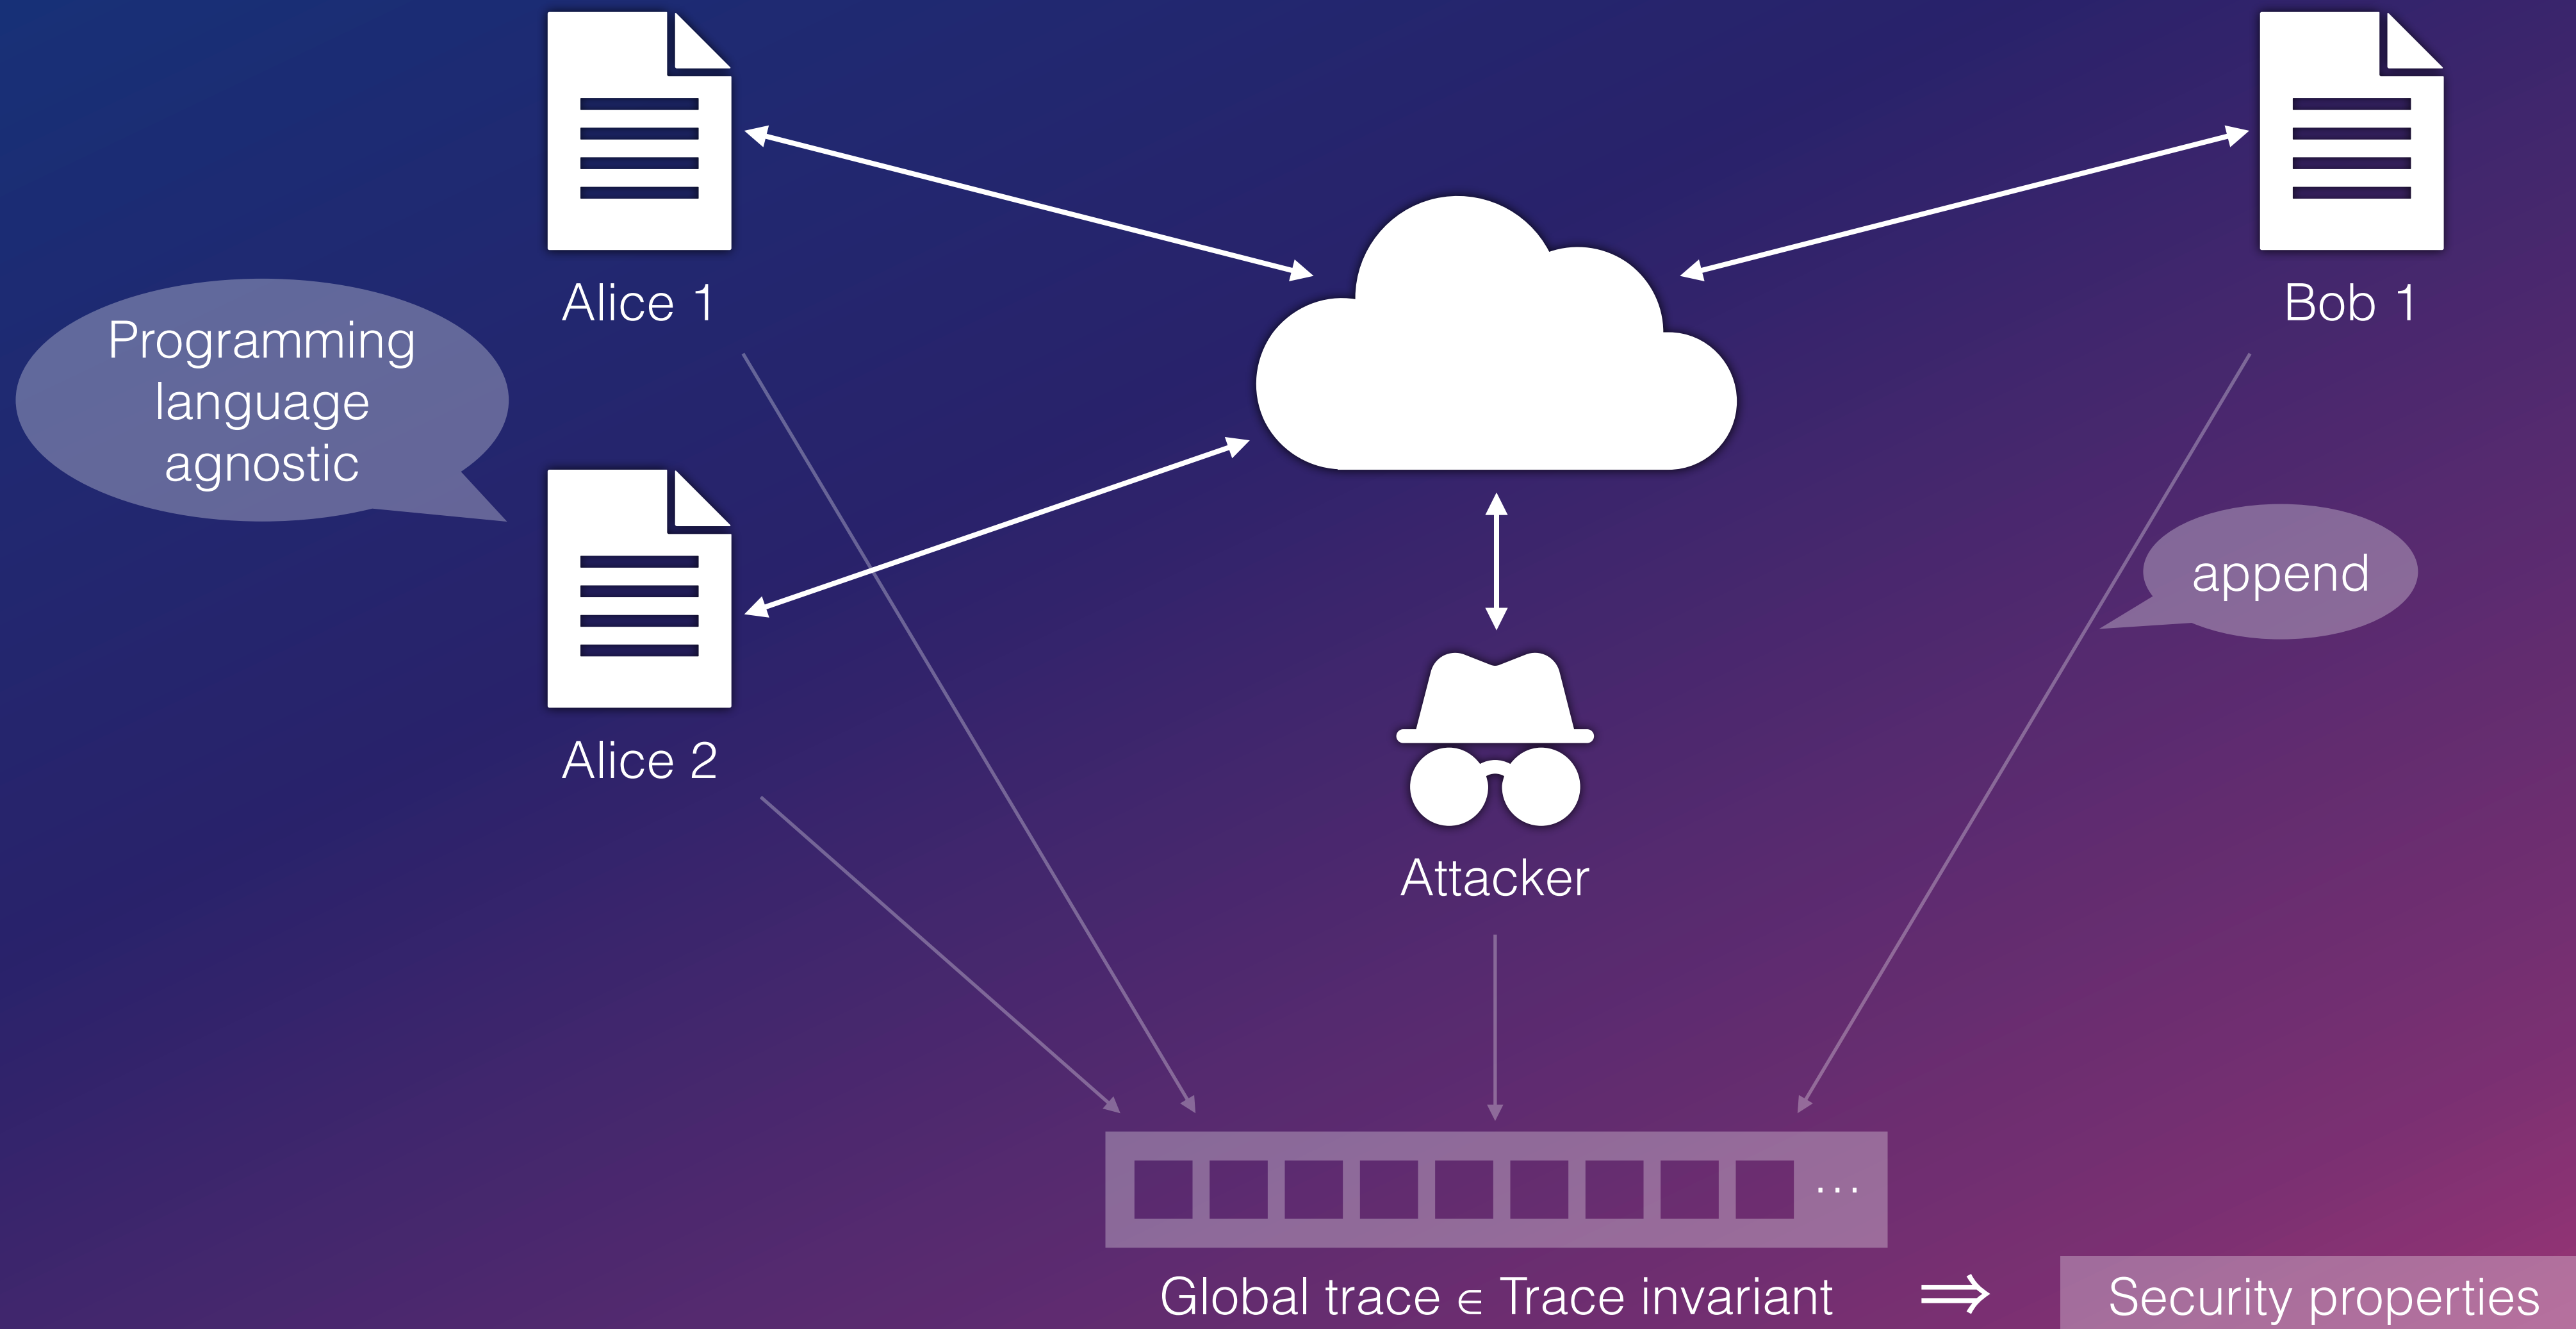 Alice 1
Bob 1
Programming
language
agnostic
append
Alice 2
Attacker
...
Global trace ∈ Trace invariant ⇒ Security properties